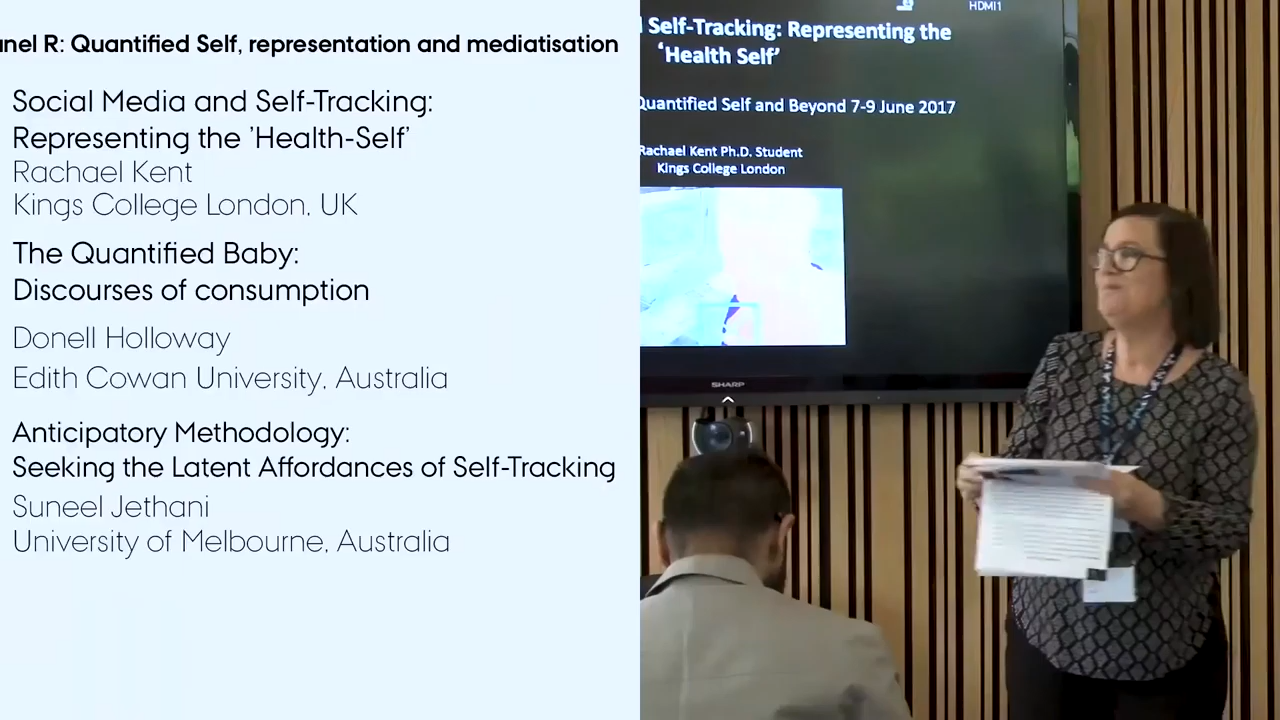 nel R: Quantified Self, representation and mediatisation
Social Media and Self-Tracking:
Representing the 'Health-Self'
Rachael Kent
Kings College London, UK
The Quantified Baby:
Discourses of consumption
Donell Holloway
Edith Cowan University, Australia
Anticipatory Methodology:
Seeking the Latent Affordances of Self-Tracking
Suneel Jethani
University of Melbourne, Australia
HDMI1
Self-Tracking: Representing the
‘Health Self’
Quantified Self and Beyond 7-9 June 2017
Rachael Kent Ph.D. Student
Kings College London
SHARP